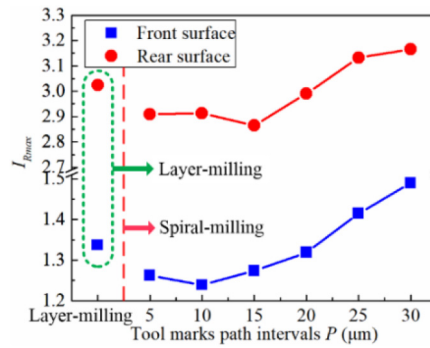 3.3
3.2
3.1
3.0
2.9
2.8
2.7
1.5
1.4
1.3
1.2
I_Rmax
Front surface
Rear surface
Layer-milling
Spiral-milling
Layer-milling 5 10 15 20 25 30
Tool marks path intervals P (μm)